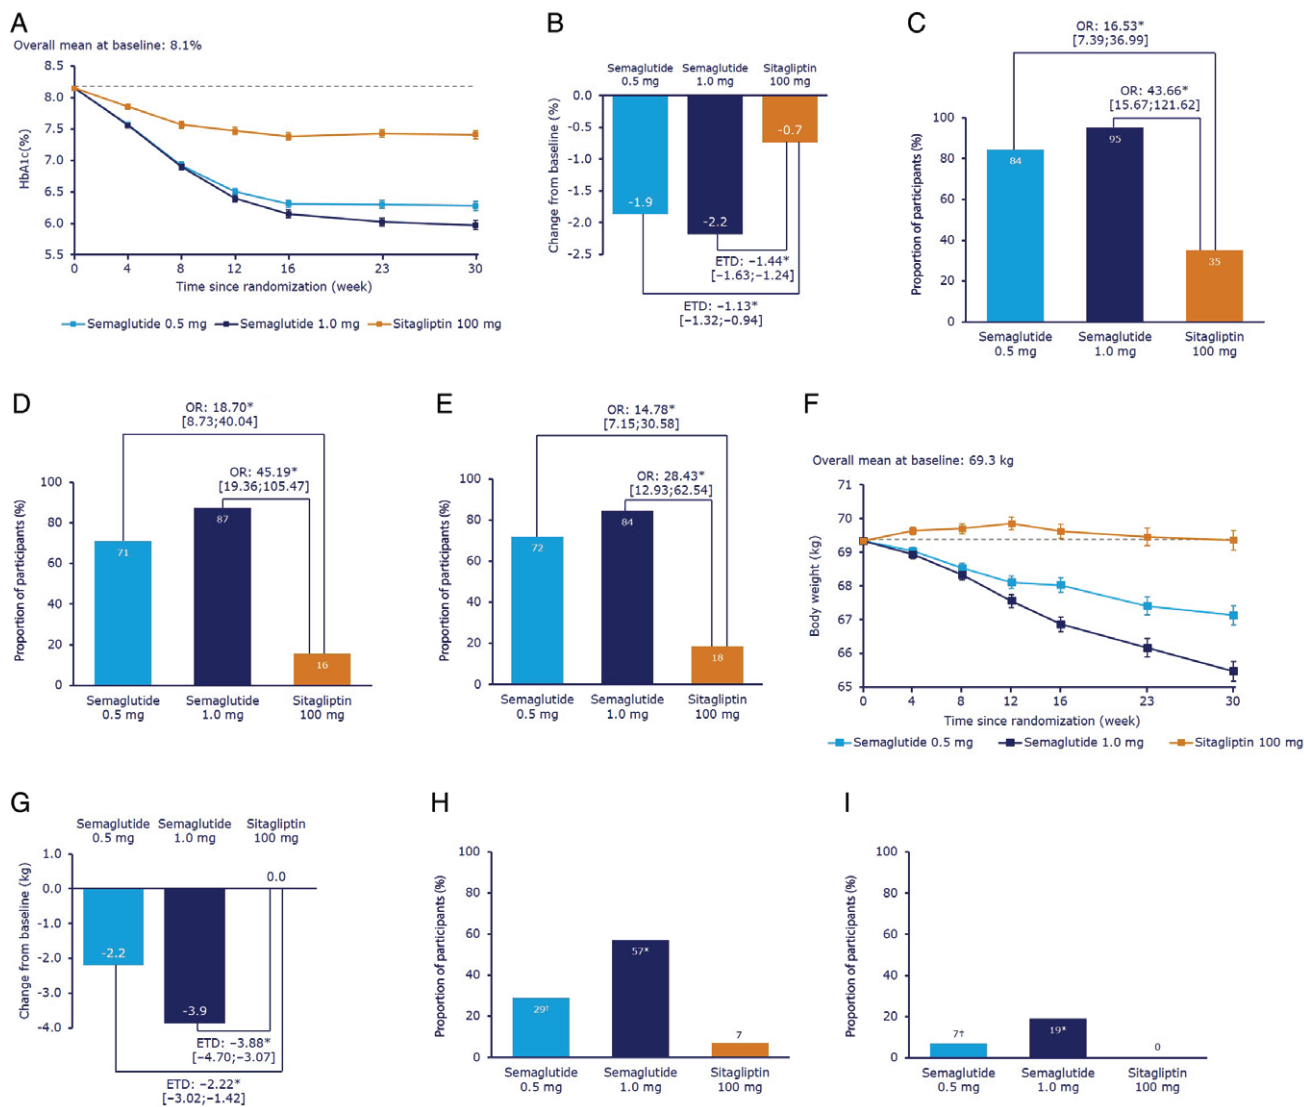 A
Overall mean at baseline: 8.1%
8.5
8.0
7.5
7.0
6.5
6.0
5.5
HbA1c(%)
0 4 8 12 16 23 30
Time since randomization (week)
Semaglutide 0.5 mg Semaglutide 1.0 mg Sitagliptin 100 mg
B
Semaglutide Semaglutide Sitagliptin
0.5 mg 1.0 mg 100 mg
0.0
-0.5
-1.0
-1.5
-2.0
-2.5
Change from baseline (%)
-0.7
-1.9
-2.2
ETD: −1.44*
[−1.63;−1.24]
ETD: −1.13*
[−1.32;−0.94]
C
OR: 16.53*
[7.39;36.99]
OR: 43.66*
[15.67;121.62]
100
80
60
40
20
0
Proportion of participants (%)
84
95
35
Semaglutide Semaglutide Sitagliptin
0.5 mg 1.0 mg 100 mg
D
OR: 18.70*
[8.73;40.04]
OR: 45.19*
[19.36;105.47]
100
80
60
40
20
0
Proportion of participants (%)
71
87
16
Semaglutide Semaglutide Sitagliptin
0.5 mg 1.0 mg 100 mg
E
OR: 14.78*
[7.15;30.58]
OR: 28.43*
[12.93;62.54]
100
80
60
40
20
0
Proportion of participants (%)
72
84
18
Semaglutide Semaglutide Sitagliptin
0.5 mg 1.0 mg 100 mg
F
Overall mean at baseline: 69.3 kg
71
70
69
68
67
66
65
Body weight (kg)
0 4 8 12 16 23 30
Time since randomization (week)
Semaglutide 0.5 mg Semaglutide 1.0 mg Sitagliptin 100 mg
G
Semaglutide Semaglutide Sitagliptin
0.5 mg 1.0 mg 100 mg
1.0
0.0
-1.0
-2.0
-3.0
-4.0
Change from baseline (kg)
0.0
-2.2
-3.9
ETD: −3.88*
[−4.70;−3.07]
ETD: −2.22*
[−3.02;−1.42]
H
100
80
60
40
20
0
Proportion of participants (%)
29†
57*
7
Semaglutide Semaglutide Sitagliptin
0.5 mg 1.0 mg 100 mg
I
100
80
60
40
20
0
Proportion of participants (%)
7†
19*
0
Semaglutide Semaglutide Sitagliptin
0.5 mg 1.0 mg 100 mg